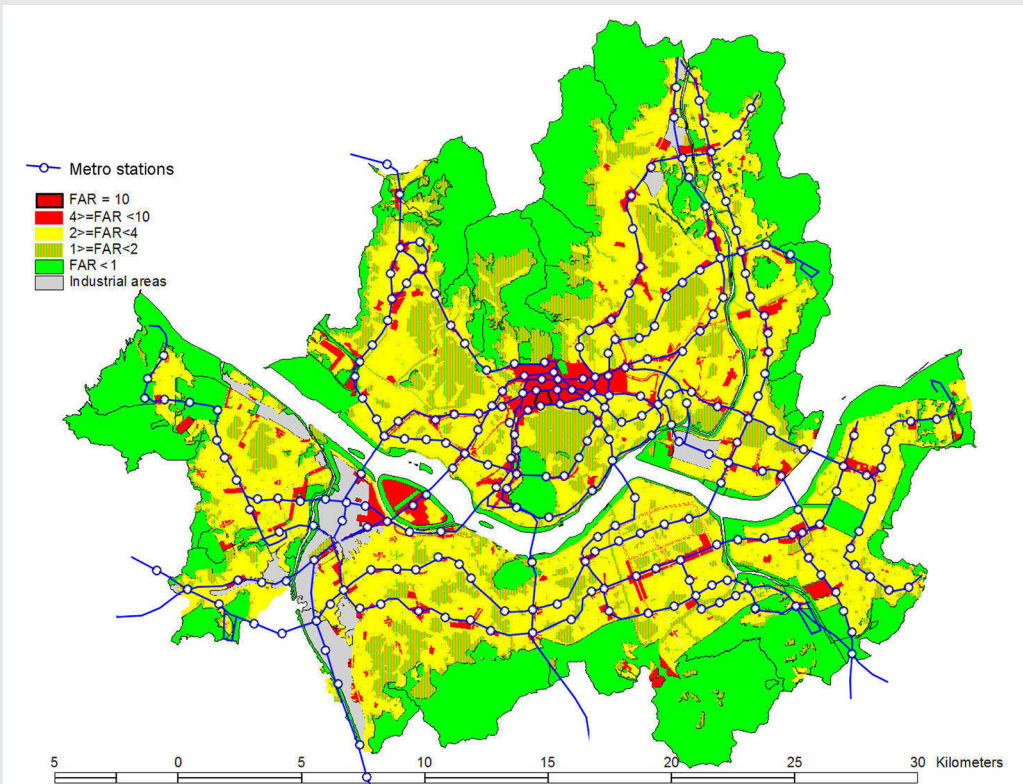 Metro stations
FAR = 10
4>=FAR <10
2>=FAR<4
1>=FAR<2
FAR < 1
Industrial areas
5 0 5 10 15 20 25 30 Kilometers